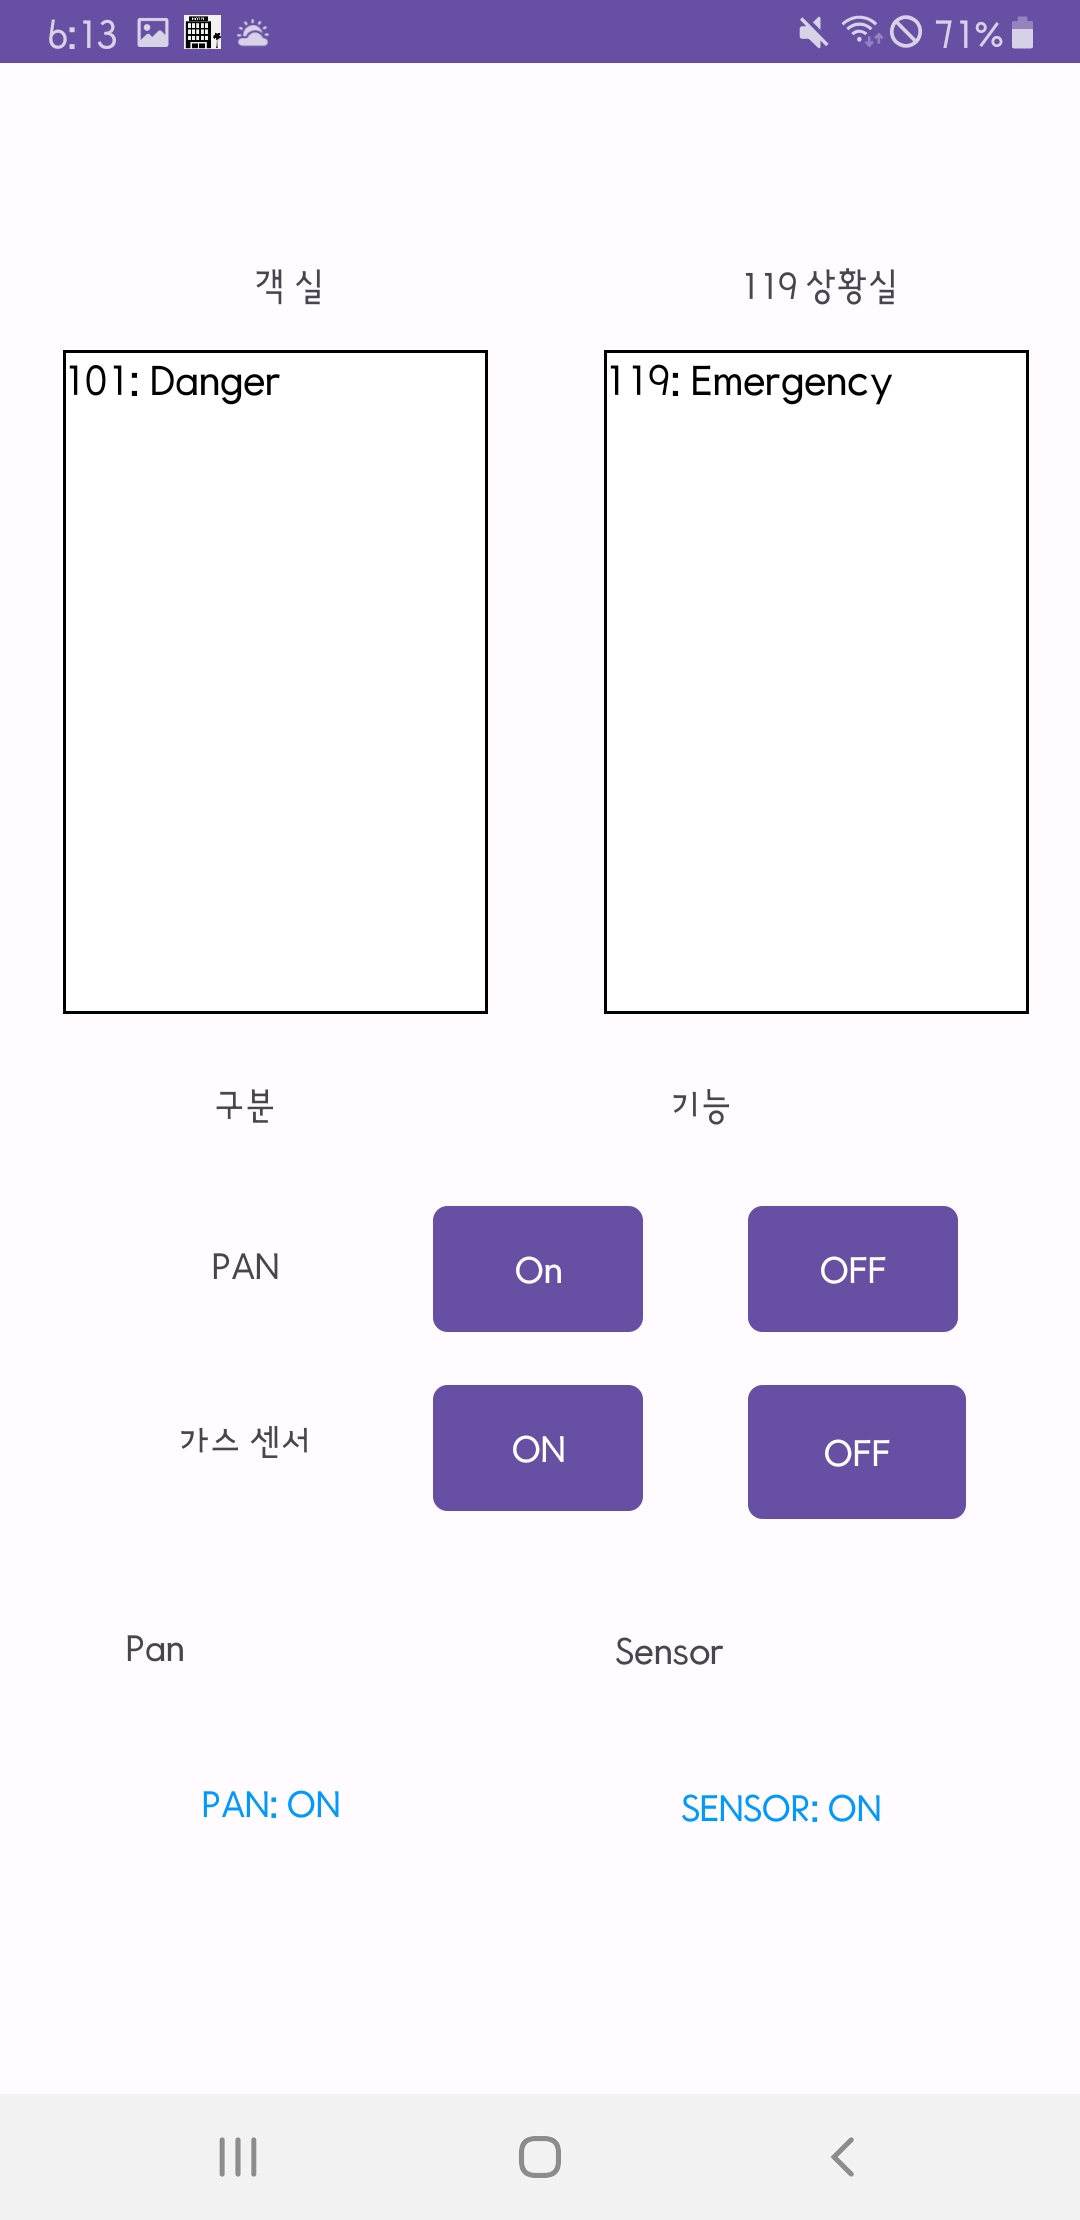 6:13 71%
객 실 119 상황실
101: Danger 119: Emergency
구분 기능
PAN On OFF
가스 센서 ON OFF
Pan Sensor
PAN: ON SENSOR: ON